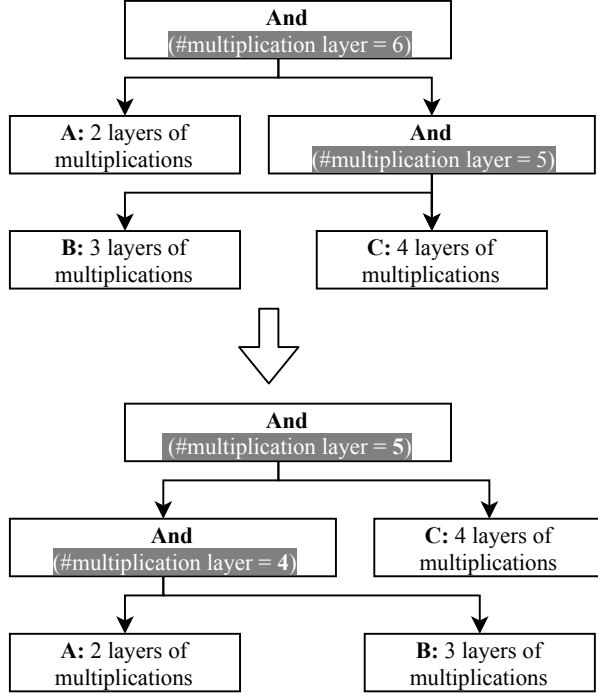 And
(#multiplication layer = 6)
A: 2 layers of
multiplications
And
(#multiplication layer = 5)
B: 3 layers of
multiplications
C: 4 layers of
multiplications
And
(#multiplication layer = 5)
And
(#multiplication layer = 4)
C: 4 layers of
multiplications
A: 2 layers of
multiplications
B: 3 layers of
multiplications